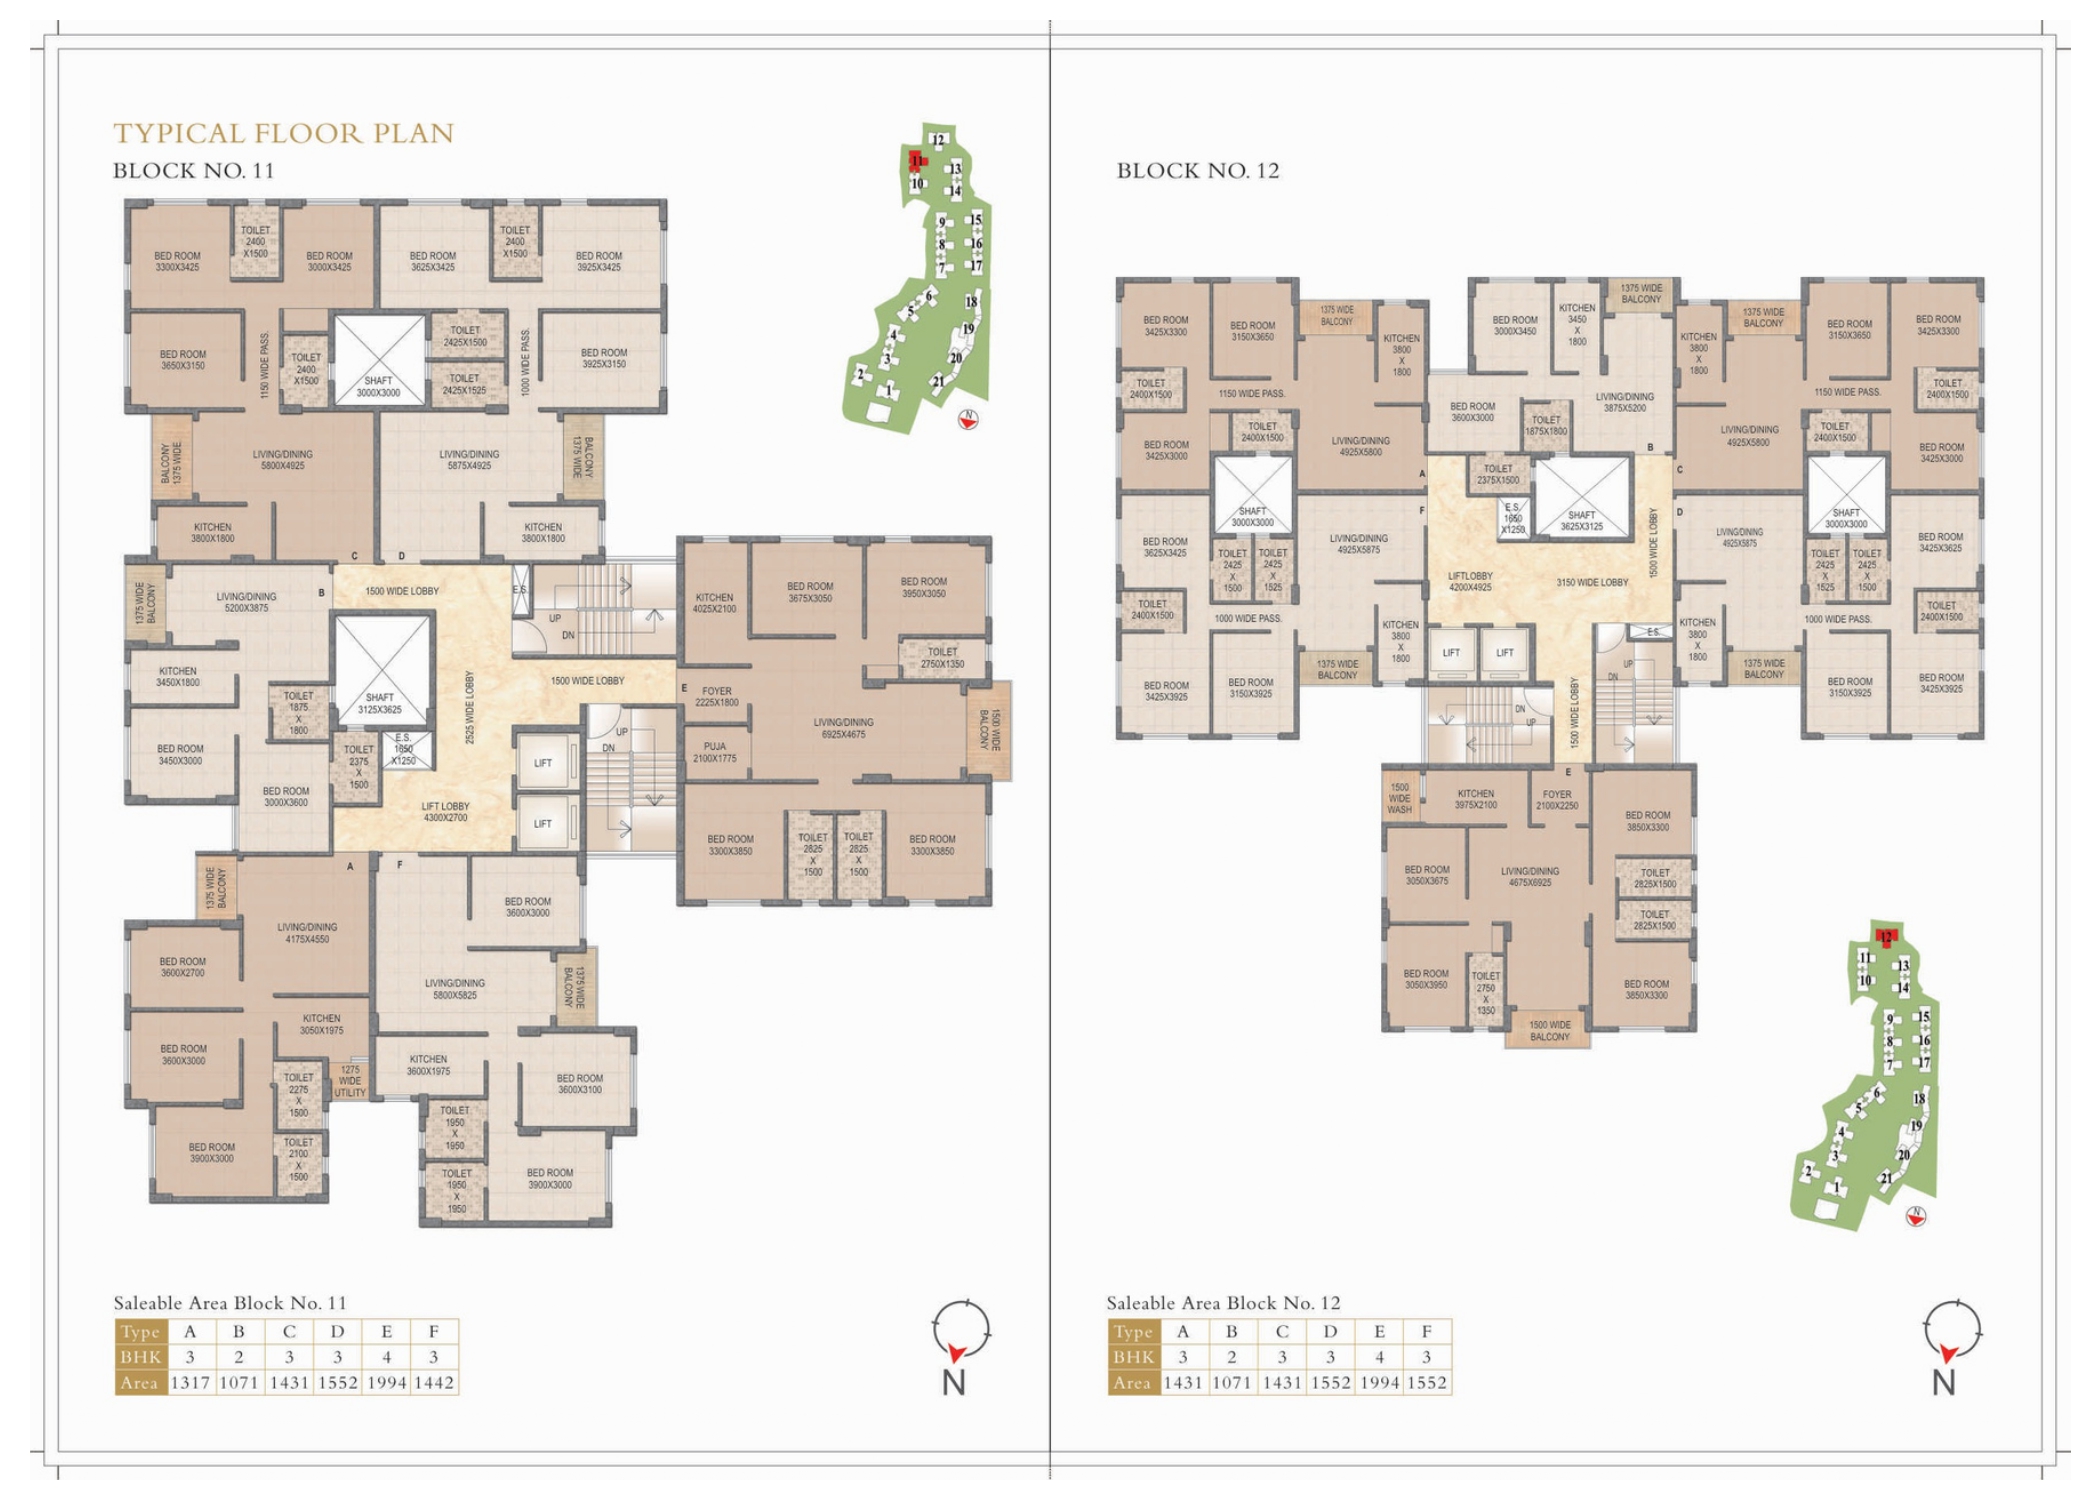 TYPICAL FLOOR PLAN
BLOCK NO. 11
12
11
10
13
14
9
8
7
15
16
17
6
5
18
4
3
19
20
2
1
21
N
BED ROOM
3300X3425
TOILET
2400
X1500
BED ROOM
3000X3425
BED ROOM
3625X3425
TOILET
2400
X1500
BED ROOM
3925X3425
BED ROOM
3650X3150
1150 WIDE PASS.
TOILET
2400
X1500
SHAFT
3000X3000
TOILET
2425X1500
TOILET
2425X1525
1000 WIDE PASS.
BED ROOM
3925X3150
BALCONY
1375 WIDE
LIVING/DINING
5800X4925
LIVING/DINING
5875X4925
BALCONY
1375 WIDE
KITCHEN
3800X1800
C
D
KITCHEN
3800X1800
1375 WIDE
BALCONY
LIVING/DINING
5200X3875
B
1500 WIDE LOBBY
E.S.
UP
DN
KITCHEN
4025X2100
BED ROOM
3675X3050
BED ROOM
3950X3050
TOILET
2750X1350
KITCHEN
3450X1800
TOILET
1875
X
1800
SHAFT
3125X3625
2525 WIDE LOBBY
1500 WIDE LOBBY
E
FOYER
2225X1800
LIVING/DINING
6925X4675
1500 WIDE
BALCONY
PUJA
2100X1775
BED ROOM
3450X3000
TOILET
2375
X
1500
E.S.
1650
X1250
LIFT
UP
DN
BED ROOM
3000X3600
LIFT LOBBY
4300X2700
LIFT
BED ROOM
3300X3850
TOILET
2825
X
1500
TOILET
2825
X
1500
BED ROOM
3300X3850
1375 WIDE
BALCONY
A
F
LIVING/DINING
4175X4550
BED ROOM
3600X3000
BED ROOM
3600X2700
LIVING/DINING
5800X5825
1375 WIDE
BALCONY
KITCHEN
3050X1975
BED ROOM
3600X3000
1275
WIDE
UTILITY
KITCHEN
3600X1975
BED ROOM
3600X3100
TOILET
2275
X
1500
TOILET
1950
X
1950
BED ROOM
3900X3000
TOILET
2100
X
1500
TOILET
1950
X
1950
BED ROOM
3900X3000
Saleable Area Block No. 11
Type A B C D E F
BHK 3 2 3 3 4 3
Area 1317 1071 1431 1552 1994 1442
N
BLOCK NO. 12
BED ROOM
3425X3300
BED ROOM
3150X3650
1375 WIDE
BALCONY
KITCHEN
3800
X
1800
BED ROOM
3000X3450
KITCHEN
3450
X
1800
1375 WIDE
BALCONY
KITCHEN
3800
X
1800
1375 WIDE
BALCONY
BED ROOM
3150X3650
BED ROOM
3425X3300
TOILET
2400X1500
1150 WIDE PASS.
BED ROOM
3600X3000
TOILET
1875X1800
LIVING/DINING
3875X5200
1150 WIDE PASS.
TOILET
2400X1500
BED ROOM
3425X3000
TOILET
2400X1500
LIVING/DINING
4925X5800
A
B
C
LIVING/DINING
4925X5800
TOILET
2400X1500
BED ROOM
3425X3000
TOILET
2375X1500
SHAFT
3000X3000
F
E.S.
1650
X1250
SHAFT
3625X3125
D
SHAFT
3000X3000
BED ROOM
3625X3425
TOILET
2425
X
1500
TOILET
2425
X
1525
LIVING/DINING
4925X5875
LIFTLOBBY
4200X4925
3150 WIDE LOBBY
1500 WIDE LOBBY
LIVING/DINING
4925X5875
TOILET
2425
X
1525
TOILET
2425
X
1500
BED ROOM
3425X3625
TOILET
2400X1500
1000 WIDE PASS.
KITCHEN
3800
X
1800
LIFT
LIFT
E.S.
KITCHEN
3800
X
1800
1000 WIDE PASS.
TOILET
2400X1500
BED ROOM
3425X3925
BED ROOM
3150X3925
1375 WIDE
BALCONY
UP
DN
1375 WIDE
BALCONY
BED ROOM
3150X3925
BED ROOM
3425X3925
DN
UP
1500 WIDE LOBBY
E
1500
WIDE
WASH
KITCHEN
3975X2100
FOYER
2100X2250
BED ROOM
3850X3300
BED ROOM
3050X3675
LIVING/DINING
4675X6925
TOILET
2825X1500
TOILET
2825X1500
BED ROOM
3050X3950
TOILET
2750
X
1350
BED ROOM
3850X3300
1500 WIDE
BALCONY
12
11
10
13
14
9
8
7
15
16
17
6
5
18
4
3
19
20
2
1
21
N
Saleable Area Block No. 12
Type A B C D E F
BHK 3 2 3 3 4 3
Area 1431 1071 1431 1552 1994 1552
N